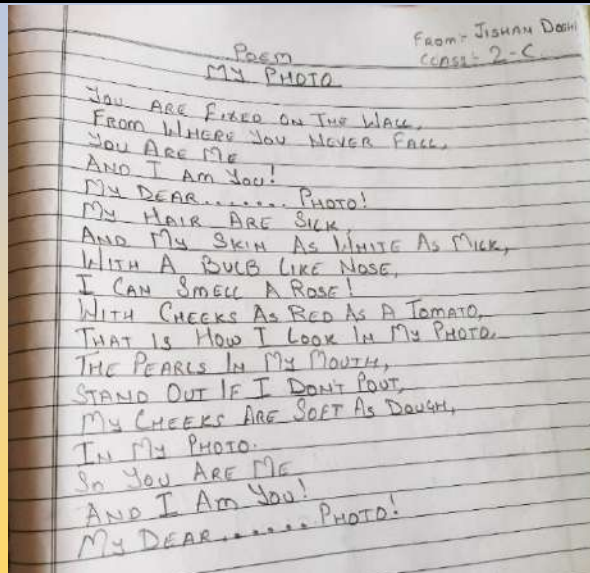 From:- JISHAN DOSHI
CLASS:- 2-C
POEM
MY PHOTO
YOU ARE FIXED ON THE WALL,
FROM WHERE YOU NEVER FALL,
YOU ARE ME
AND I AM YOU!
MY DEAR....... PHOTO!
MY HAIR ARE SILK,
AND MY SKIN AS WHITE AS MILK,
WITH A BULB LIKE NOSE,
I CAN SMELL A ROSE!
WITH CHEEKS AS RED AS A TOMATO,
THAT IS HOW I LOOK IN MY PHOTO.
THE PEARLS IN MY MOUTH,
STAND OUT IF I DON'T POUT,
MY CHEEKS ARE SOFT AS DOUGH,
IN MY PHOTO.
SO YOU ARE ME
AND I AM YOU!
MY DEAR....... PHOTO!